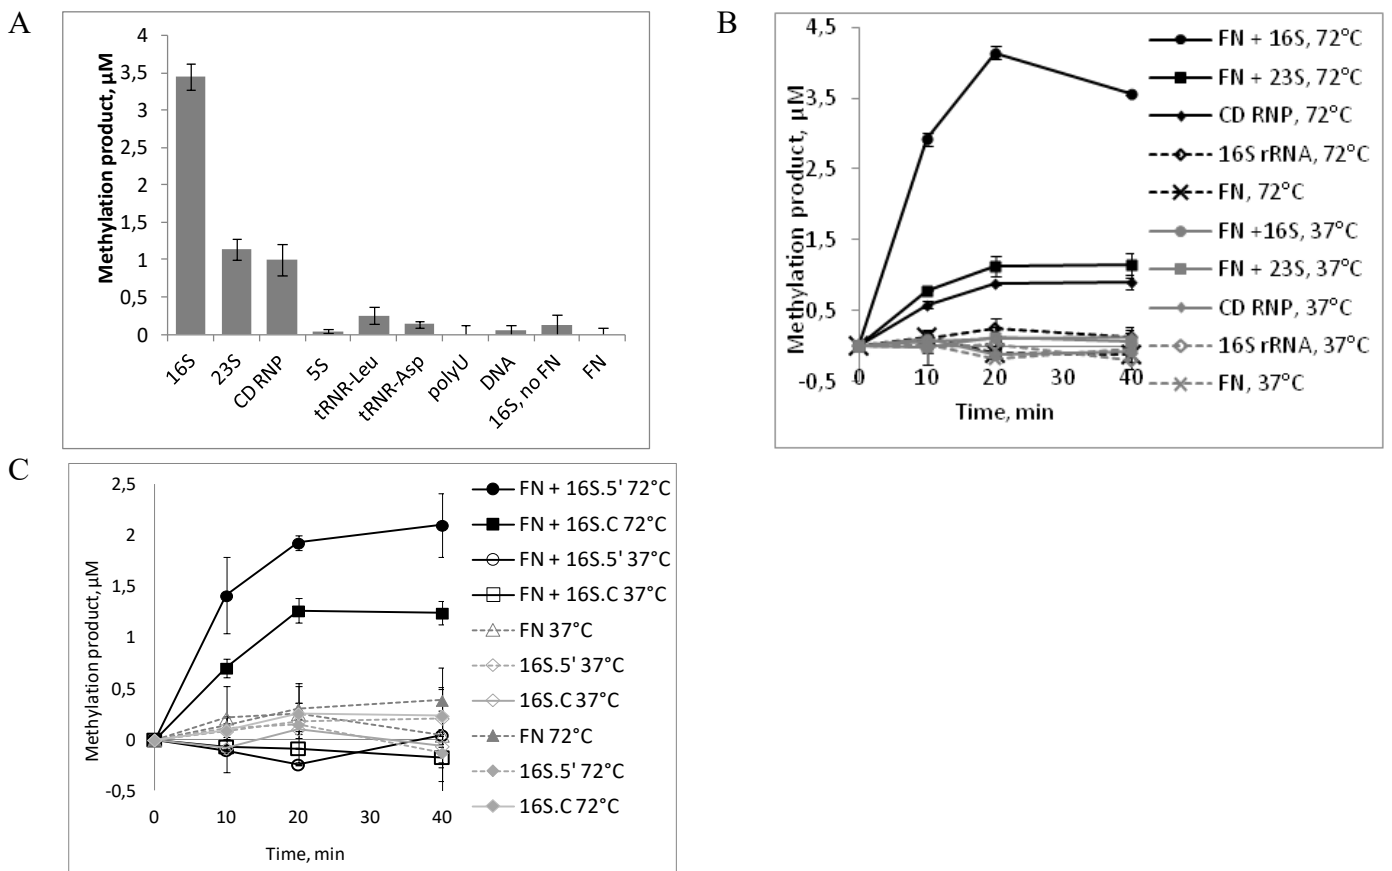 A
Methylation product, µM
4
3,5
3
2,5
2
1,5
1
0,5
0
16S
23S
CD RNP
5S
tRNR-Leu
tRNR-Asp
polyU
DNA
16S, no FN
FN
B
Methylation product, µM
4,5
3,5
2,5
1,5
0,5
-0,5
0
10
20
30
40
Time, min
FN + 16S, 72°C
FN + 23S, 72°C
CD RNP, 72°C
16S rRNA, 72°C
FN, 72°C
FN +16S, 37°C
FN + 23S, 37°C
CD RNP, 37°C
16S rRNA, 37°C
FN, 37°C
C
Methylation product, µM
2,5
2
1,5
1
0,5
0
-0,5
0
10
20
30
40
Time, min
FN + 16S.5' 72°C
FN + 16S.C 72°C
FN + 16S.5' 37°C
FN + 16S.C 37°C
FN 37°C
16S.5' 37°C
16S.C 37°C
FN 72°C
16S.5' 72°C
16S.C 72°C